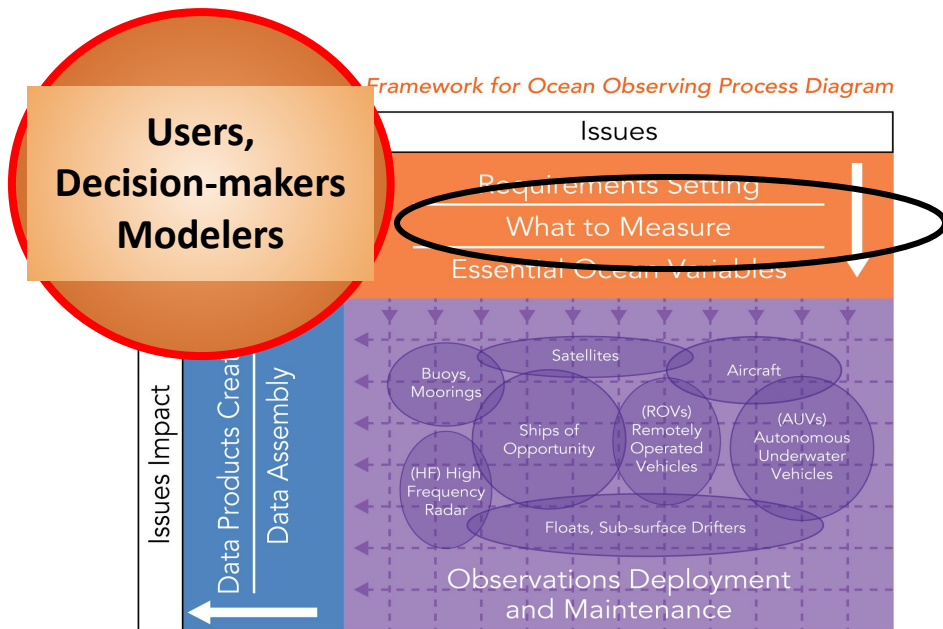 Framework for Ocean Observing Process Diagram
Users,
Decision-makers
Modelers
Issues
Requirements Setting
What to Measure
Essential Ocean Variables
Satellites
Aircraft
Buoys,
Moorings
Ships of
Opportunity
(ROVs)
Remotely
Operated
Vehicles
(AUVs)
Autonomous
Underwater
Vehicles
(HF) High
Frequency
Radar
Floats, Sub-surface Drifters
Observations Deployment
and Maintenance
Issues Impact
Data Products
Data Assembly